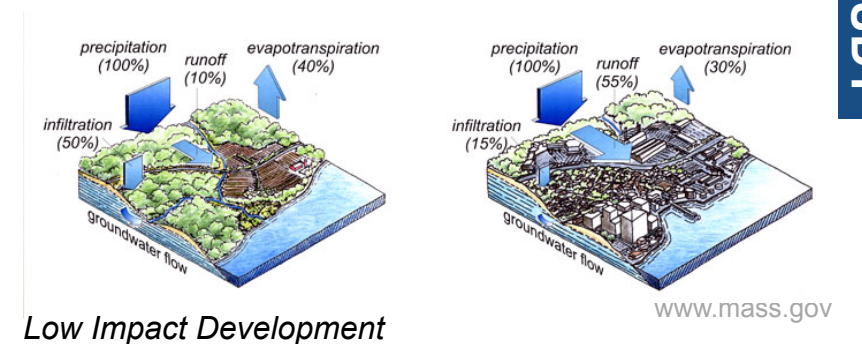 precipitation
(100%)
runoff
(10%)
evapotranspiration
(40%)
infiltration
(50%)
groundwater flow
precipitation
(100%)
runoff
(55%)
evapotranspiration
(30%)
infiltration
(15%)
groundwater flow
www.mass.gov
Low Impact Development